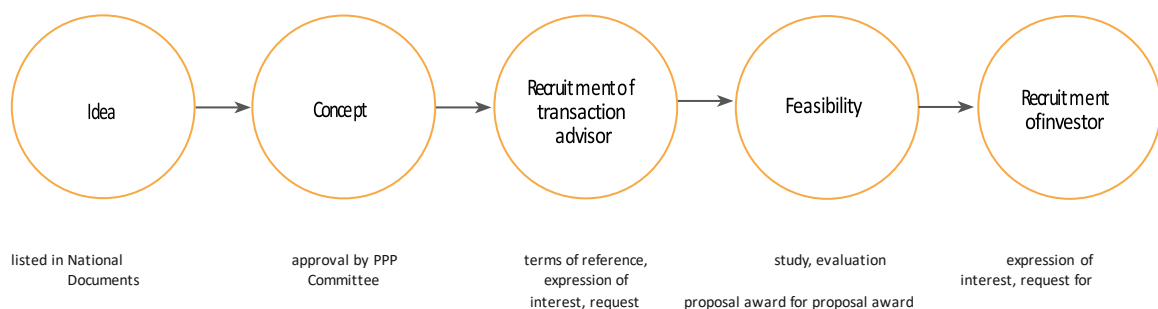 Idea
Concept
Recruitment of
transaction
advisor
Feasibility
Recruitment
ofinvestor
listed in National
Documents
approval by PPP
Committee
terms of reference,
expression of
interest, request
study, evaluation
expression of
interest, request for
proposal award for proposal award